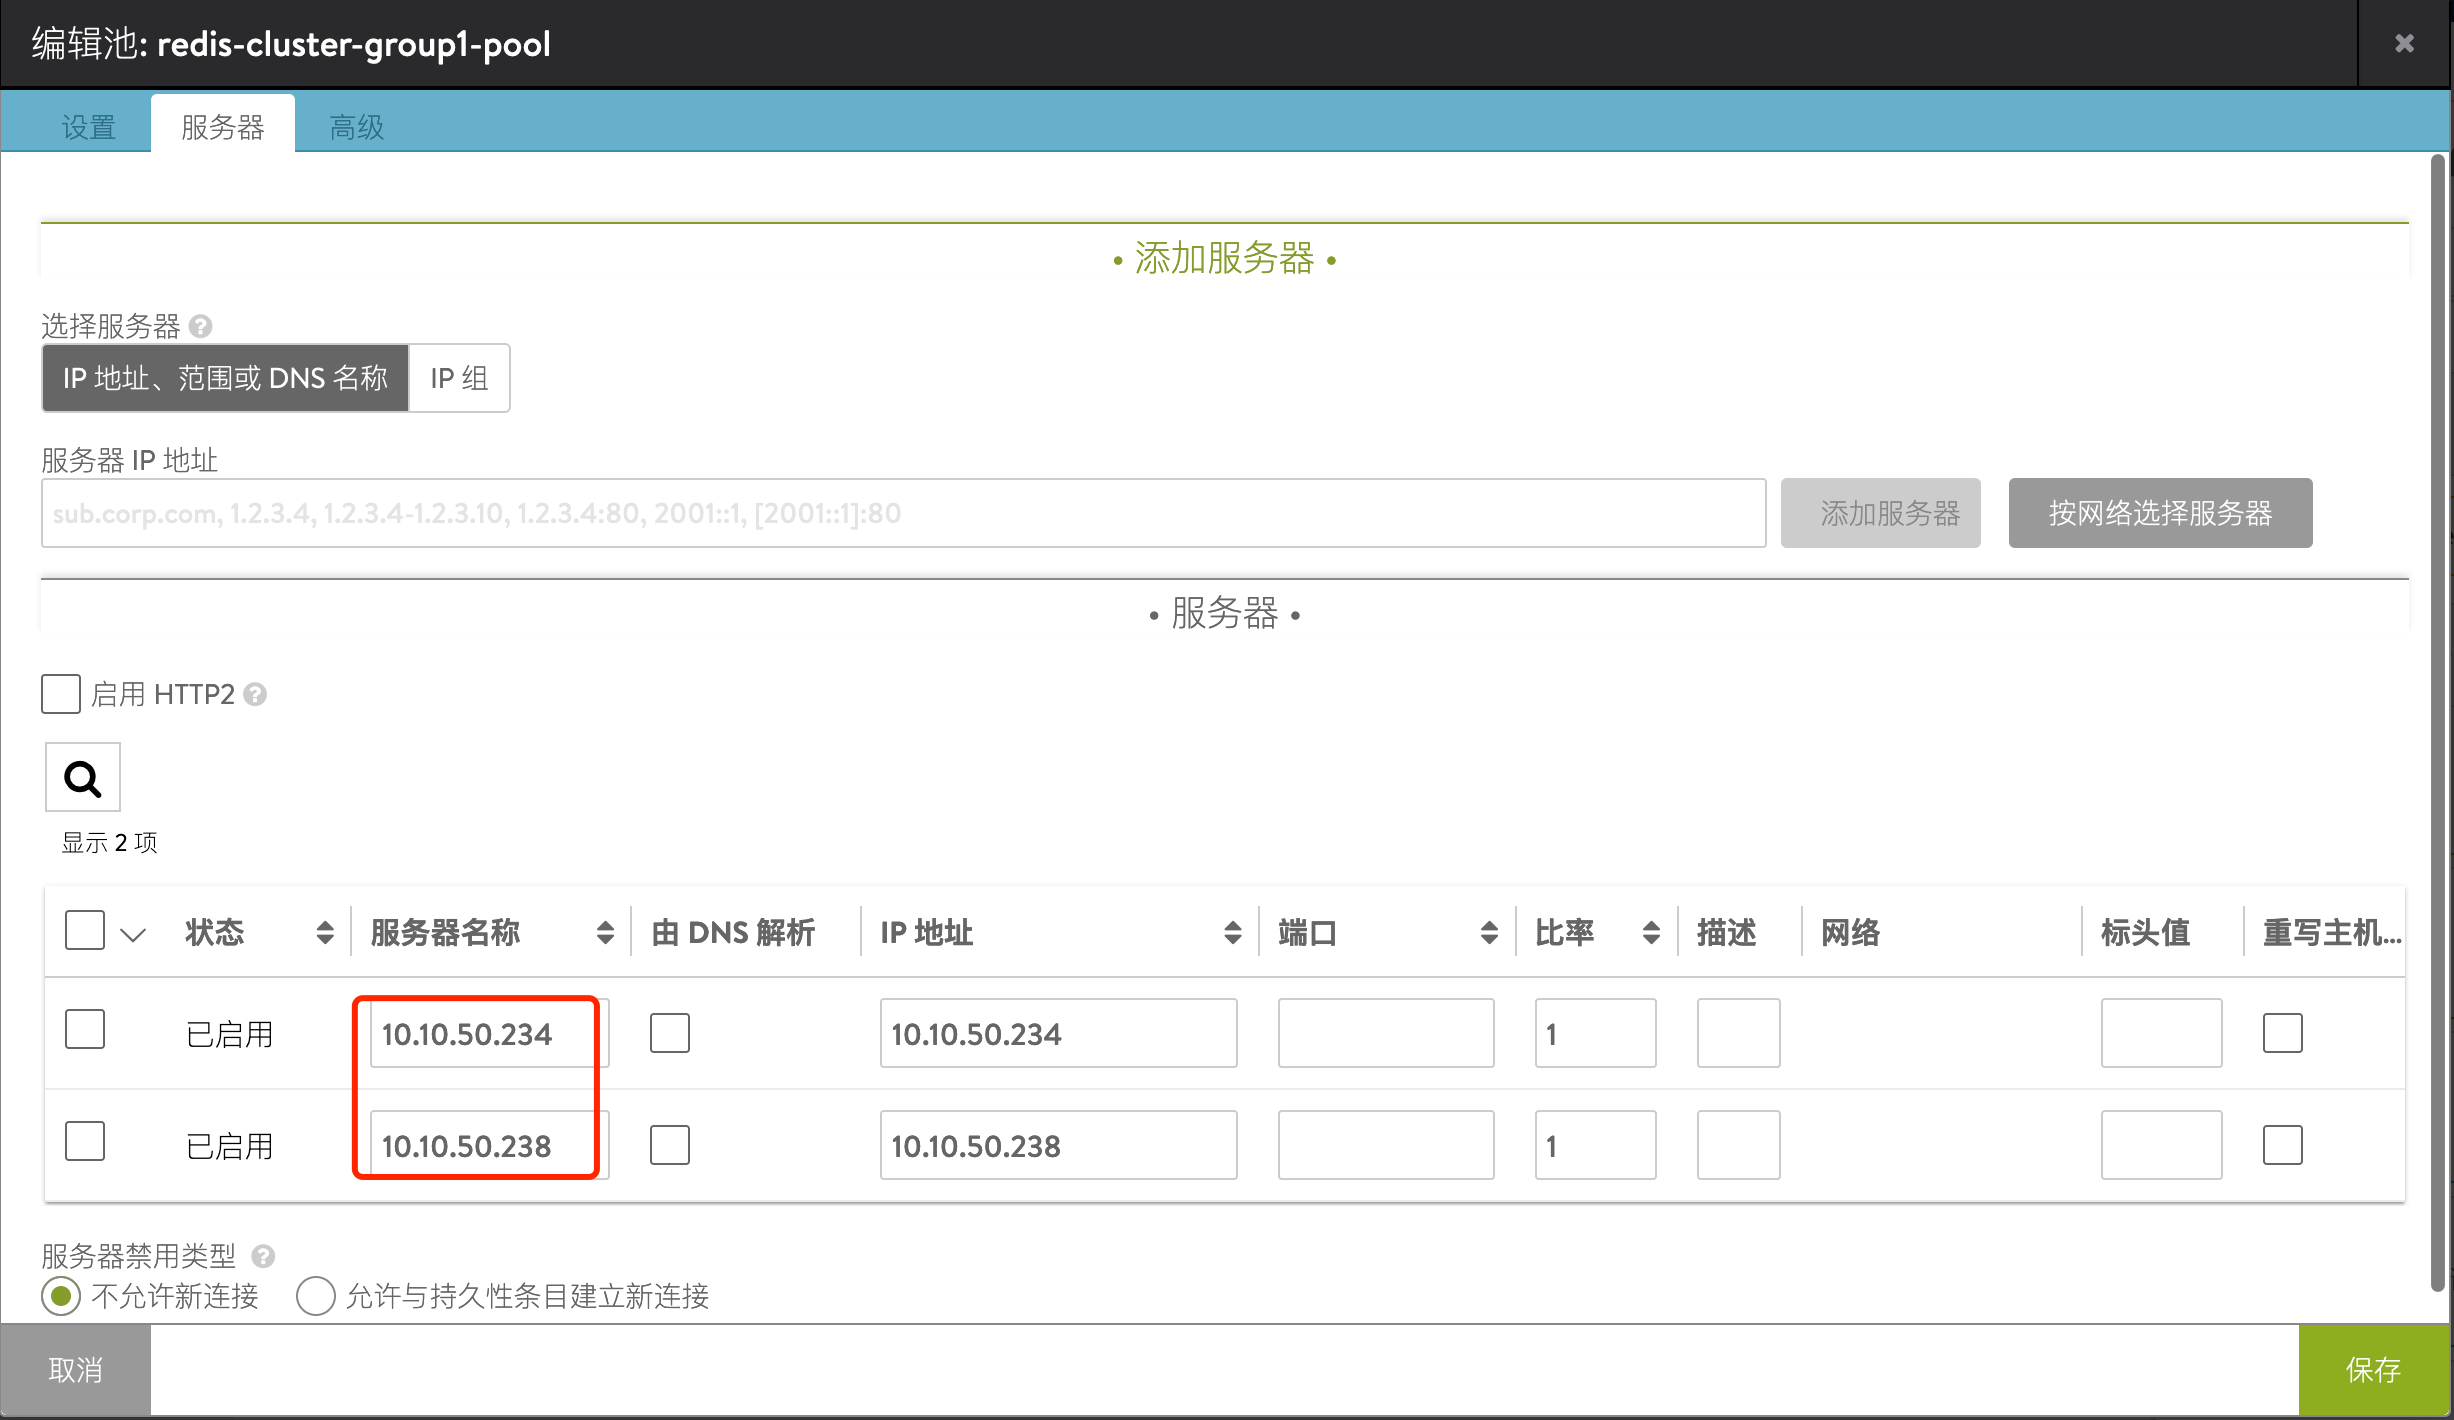 编辑池: redis-cluster-group1-pool
设置 服务器 高级
• 添加服务器 •
选择服务器
IP 地址、范围或 DNS 名称 IP 组
服务器 IP 地址
sub.corp.com, 1.2.3.4, 1.2.3.4-1.2.3.10, 1.2.3.4:80, 2001::1, [2001::1]:80 添加服务器 按网络选择服务器
• 服务器 •
启用 HTTP2
显示 2 项
状态 服务器名称 由 DNS 解析 IP 地址 端口 比率 描述 网络 标头值 重写主机...
已启用 10.10.50.234 10.10.50.234 1
已启用 10.10.50.238 10.10.50.238 1
服务器禁用类型
不允许新连接 允许与持久性条目建立新连接
取消 保存